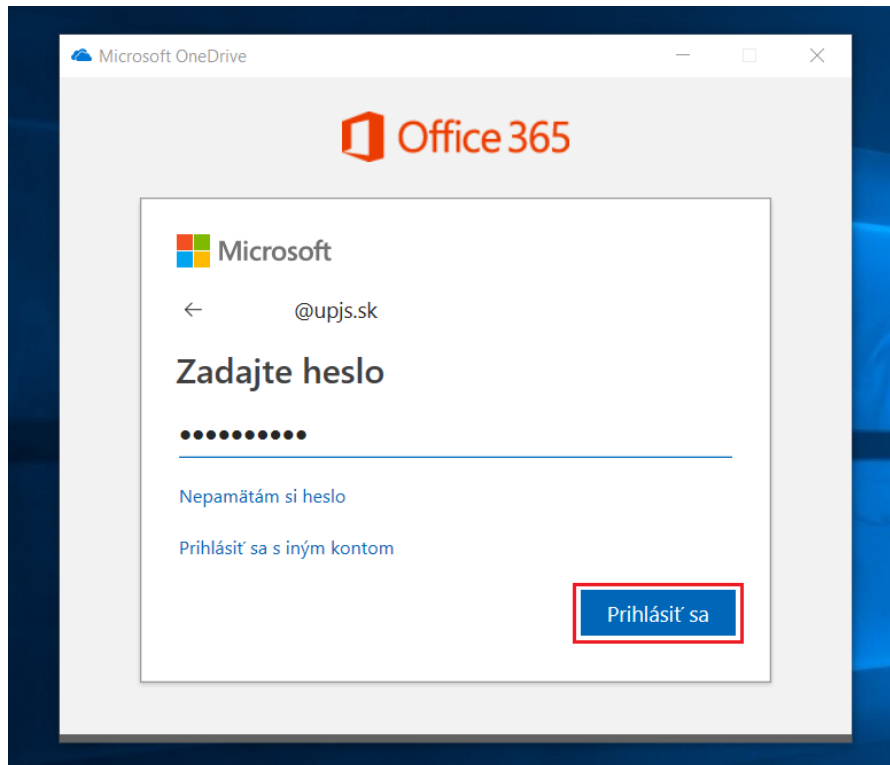 Microsoft OneDrive
Office 365
Microsoft
@upjs.sk
Zadajte heslo
••••••••••
Nepamätám si heslo
Prihlásiť sa s iným kontom
Prihlásiť sa